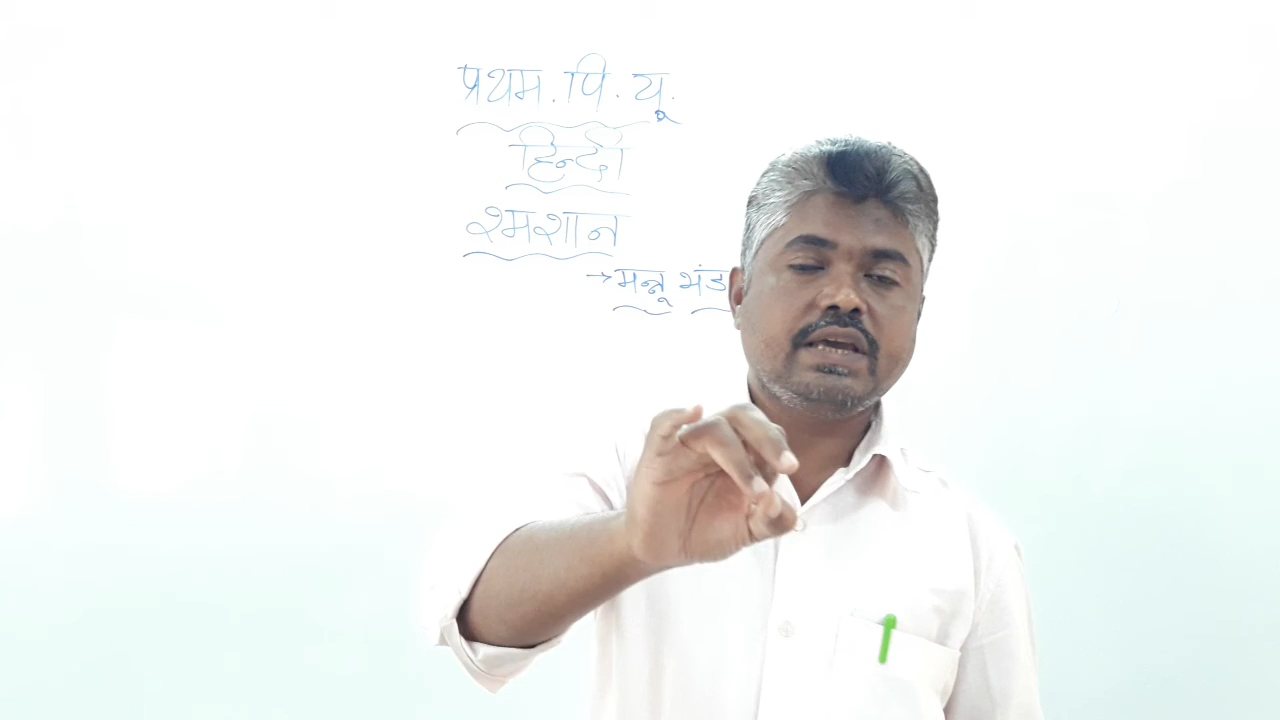 प्रथम. पि. यू.
हिन्दी
श्मशान
→ मन्नू भंड